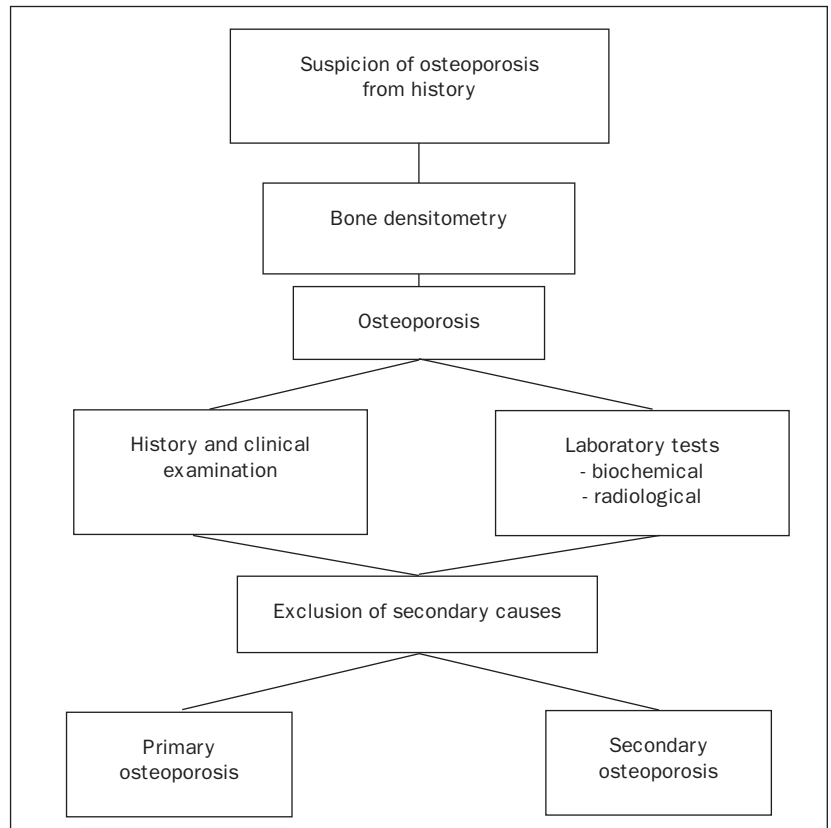 Suspicion of osteoporosis
from history
Bone densitometry
Osteoporosis
History and clinical
examination
Laboratory tests
- biochemical
- radiological
Exclusion of secondary causes
Primary
osteoporosis
Secondary
osteoporosis